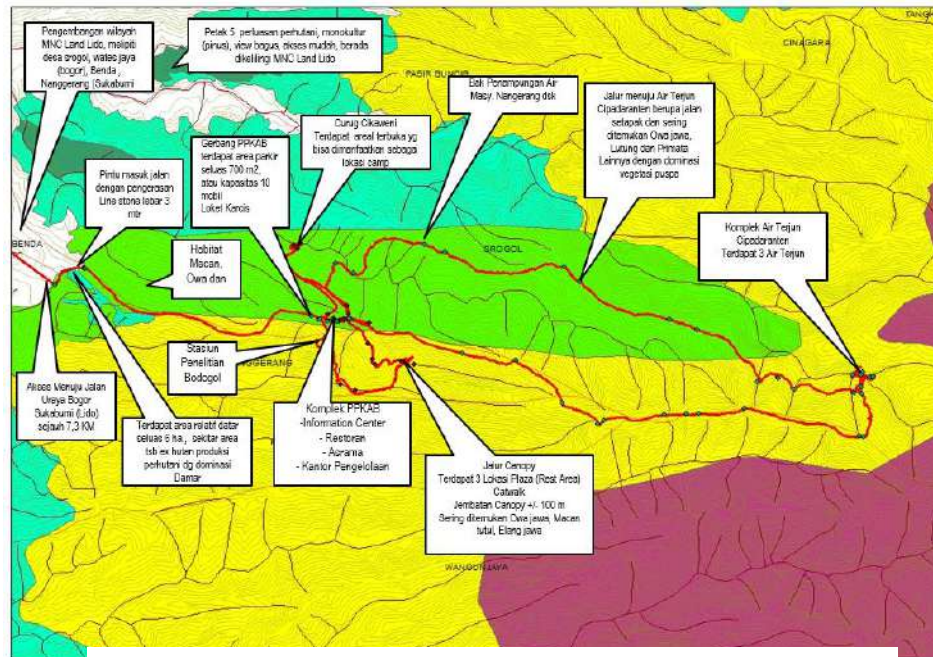 Pengembangan wilayah
MNC Land Lido, meliputi
desa srogol, wates jaya
(bogor), Benda ,
Nanggerang (Sukabumi
Petak 5 perluasan perhutani, monokultur
(pinus), view bagus, akses mudah, berada
dikelilingi MNC Land Lido
CINAGARA
TANG
PASIR BUNCIR
Bak Penampungan Air
Masy. Nangerang dsk
Jalur menuju Air Terjun
Cipadaranten berupa jalan
setapak dan sering
ditemukan Owa jawa,
Lutung dan Primata
Lainnya dengan dominasi
vegetasi puspa
Curug Cikaweni
Terdapat areal terbuka yg
bisa dimanfaatkan sebagai
lokasi camp
Gerbang PPKAB
terdapat area parkir
seluas 700 m2,
atau kapasitas 10
mobil
Loket Karcis
Pintu masuk jalan
dengan pengerasan
Line stone lebar 3
mtr
Komplek Air Terjun
Cipadaranten
Terdapat 3 Air Terjun
BENDA
SROGOL
Habitat
Macan,
Owa dan
Stasiun
Penelitian
Bodogol
NGGERANG
Akses Menuju Jalan
Uraya Bogor
Sukabumi (Lido)
sejauh 7,3 KM
Terdapat area relatif datar
seluas 6 ha, sekitar area
tsb ex hutan produksi
perhutani dg dominasi
Damar
Komplek PPKAB
-Information Center
- Restoran
- Asrama
- Kantor Pengelolaan
Jalur Canopy
Terdapat 3 Lokasi Plaza (Rest Area)
Catwalk
Jembatan Canopy +/- 100 m
Sering ditemukan Owa jawa, Macan
tutul, Elang jawa
WANGUNJAYA